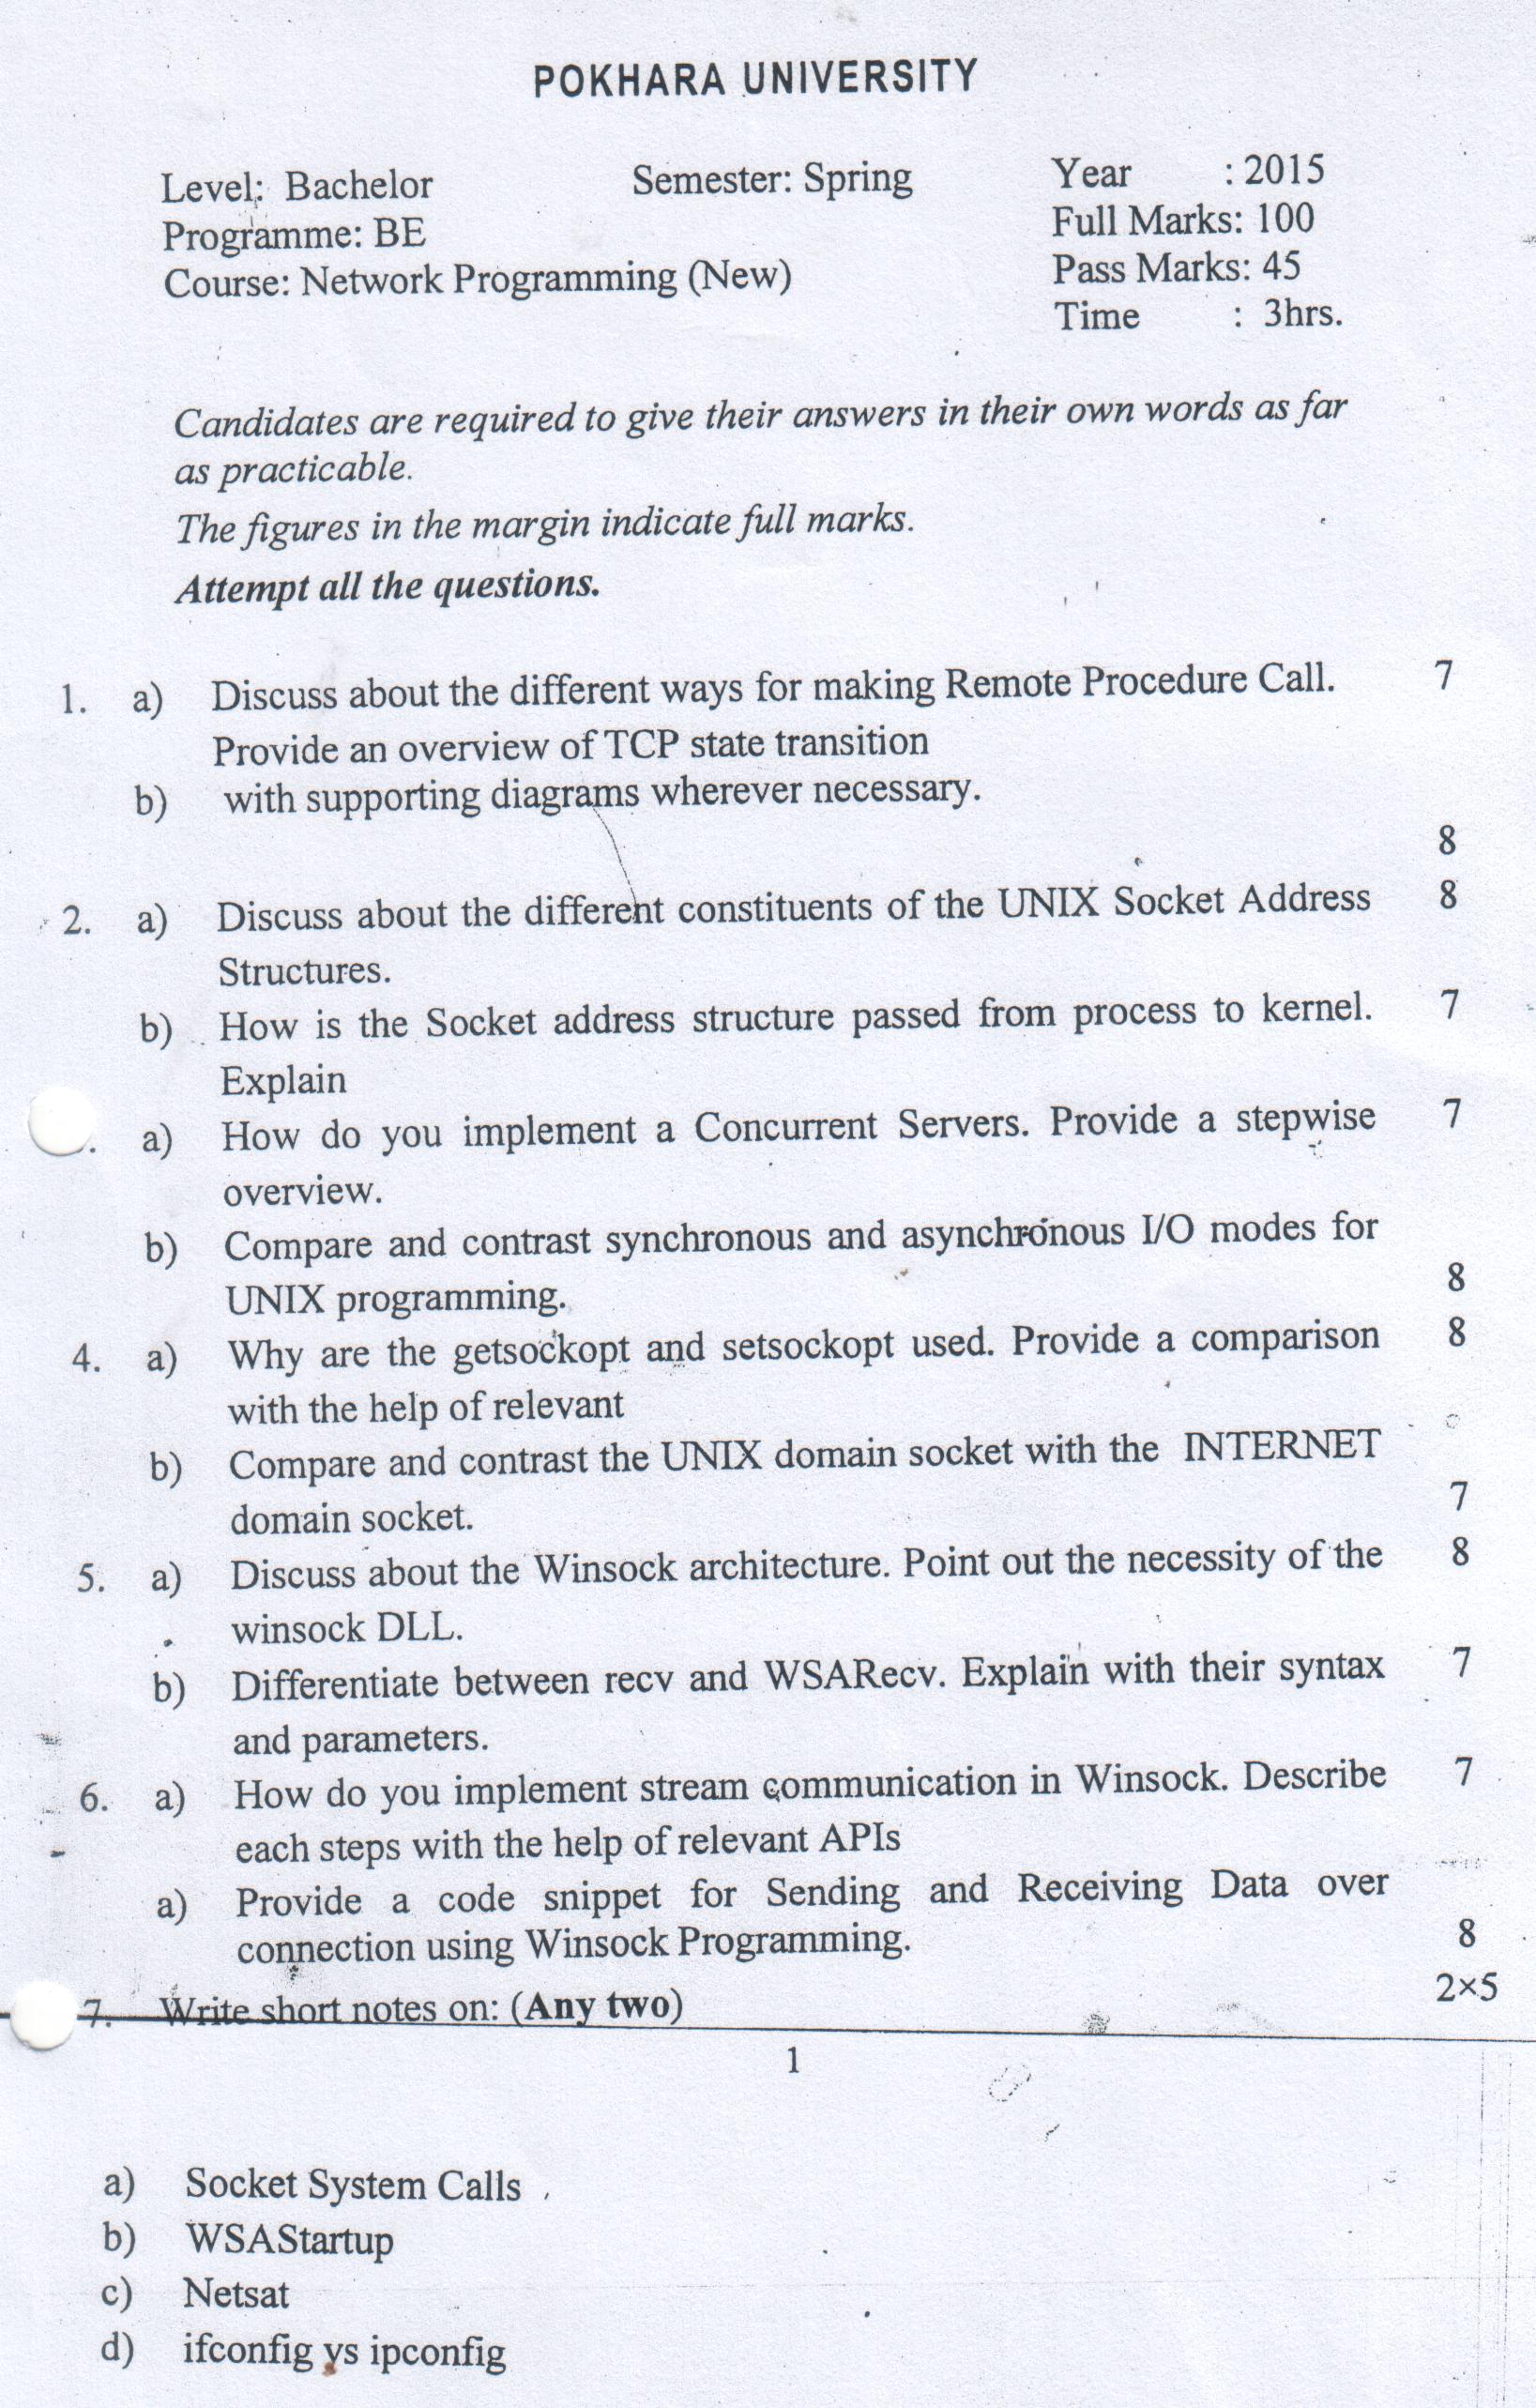 POKHARA UNIVERSITY
Level: Bachelor Semester: Spring Year : 2015
Programme: BE Full Marks: 100
Course: Network Programming (New) Pass Marks: 45
Time : 3hrs.
Candidates are required to give their answers in their own words as far
as practicable.
The figures in the margin indicate full marks.
Attempt all the questions.
1. a) Discuss about the different ways for making Remote Procedure Call. 7
Provide an overview of TCP state transition
b) with supporting diagrams wherever necessary.
8
2. a) Discuss about the different constituents of the UNIX Socket Address 8
Structures.
b) How is the Socket address structure passed from process to kernel. 7
Explain
. a) How do you implement a Concurrent Servers. Provide a stepwise 7
overview.
b) Compare and contrast synchronous and asynchronous I/O modes for
UNIX programming. 8
4. a) Why are the getsockopt and setsockopt used. Provide a comparison 8
with the help of relevant
b) Compare and contrast the UNIX domain socket with the INTERNET
domain socket. 7
5. a) Discuss about the Winsock architecture. Point out the necessity of the 8
winsock DLL.
b) Differentiate between recv and WSARecv. Explain with their syntax 7
and parameters.
6. a) How do you implement stream communication in Winsock. Describe 7
each steps with the help of relevant APIs
a) Provide a code snippet for Sending and Receiving Data over
connection using Winsock Programming. 8
7. Write short notes on: (Any two) 2×5
1
a) Socket System Calls
b) WSAStartup
c) Netsat
d) ifconfig vs ipconfig